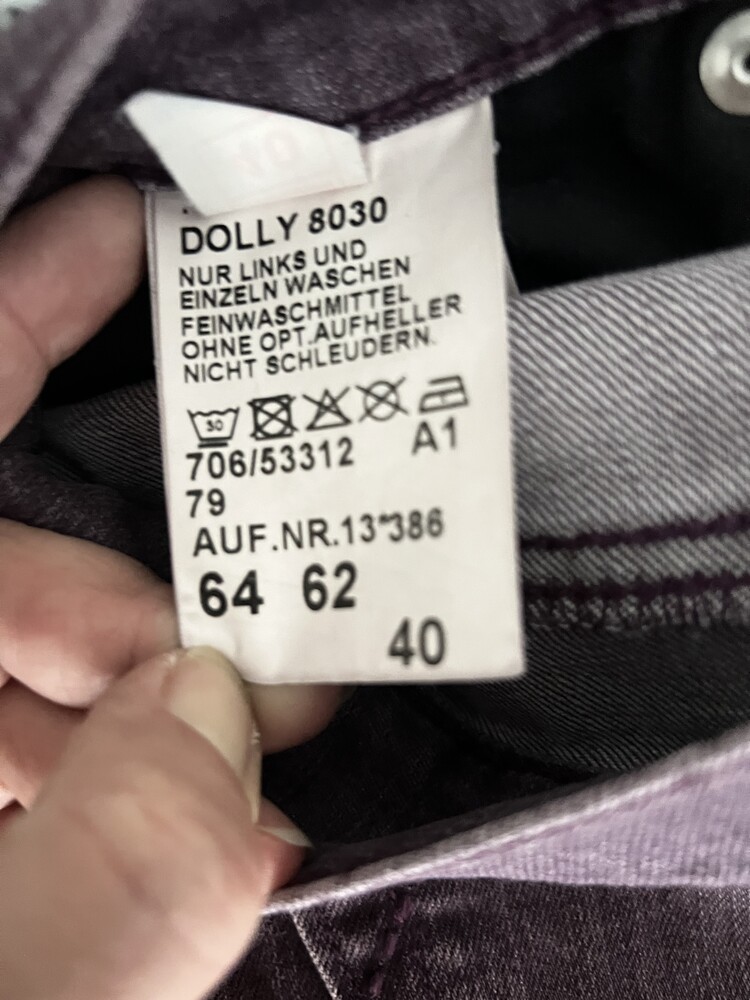 DOLLY 8030
NUR LINKS UND
EINZELN WASCHEN
FEINWASCHMITTEL
OHNE OPT.AUFHELLER
NICHT SCHLEUDERN.
30
706/53312 A1
79
AUF.NR.13*386
64 62
40